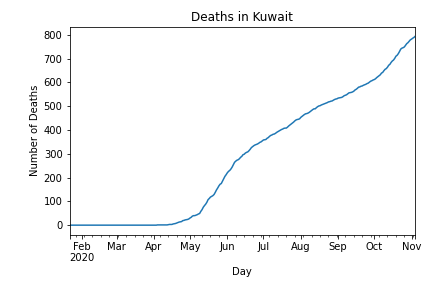 Deaths in Kuwait
Number of Deaths
800
700
600
500
400
300
200
100
0
Feb Mar Apr May Jun Jul Aug Sep Oct Nov
2020
Day